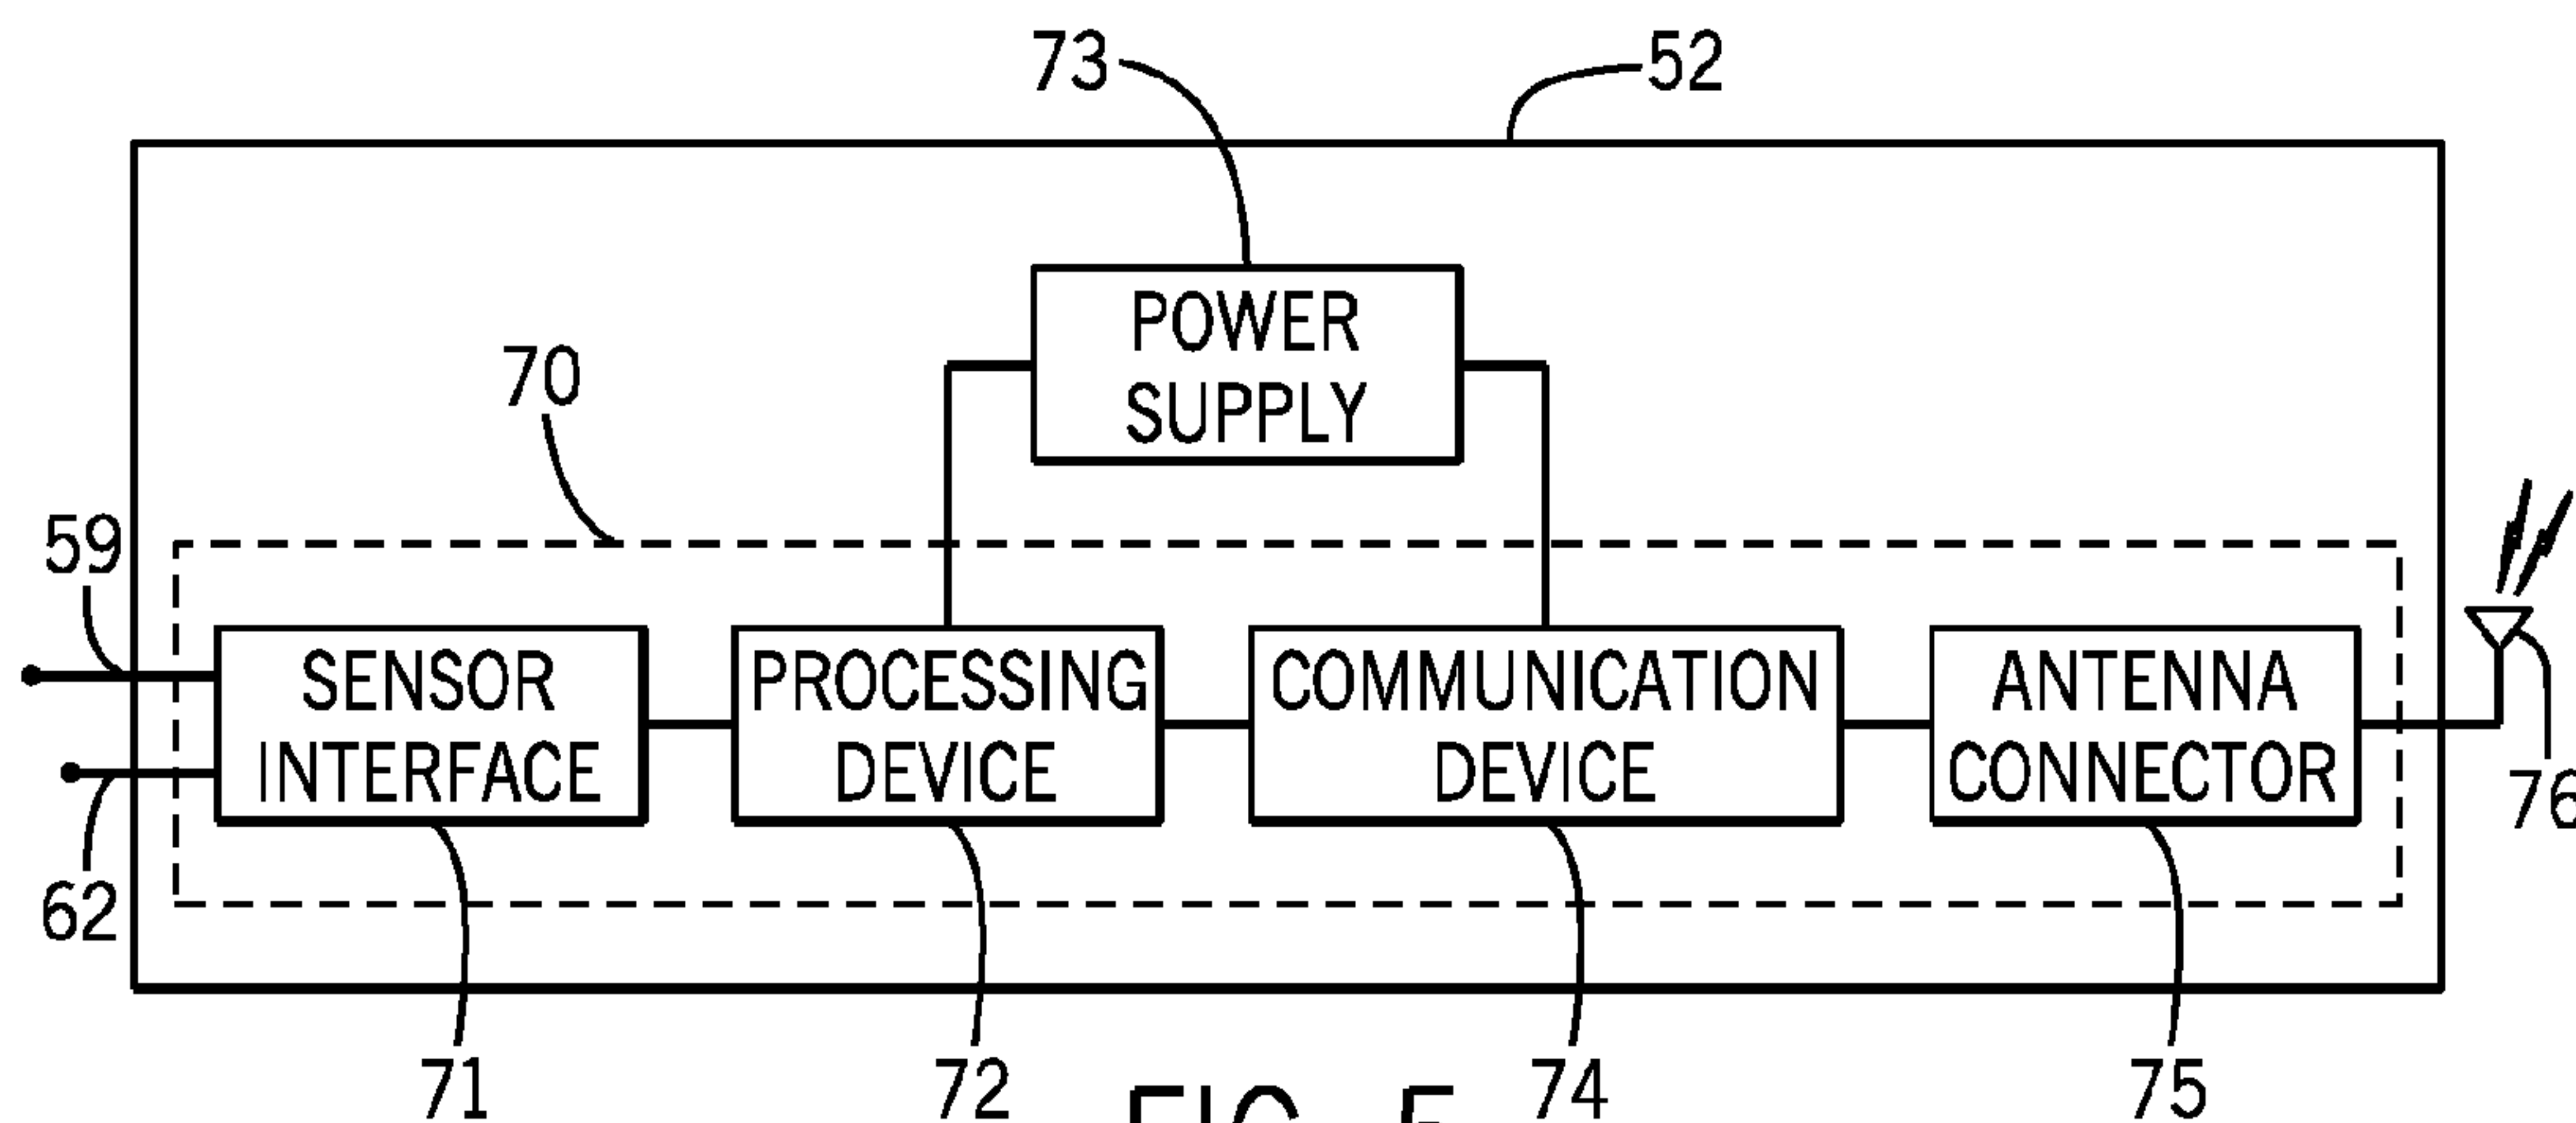 73
52
POWER
SUPPLY
70
59
SENSOR
INTERFACE
PROCESSING
DEVICE
COMMUNICATION
DEVICE
ANTENNA
CONNECTOR
76
62
71
72
74
75